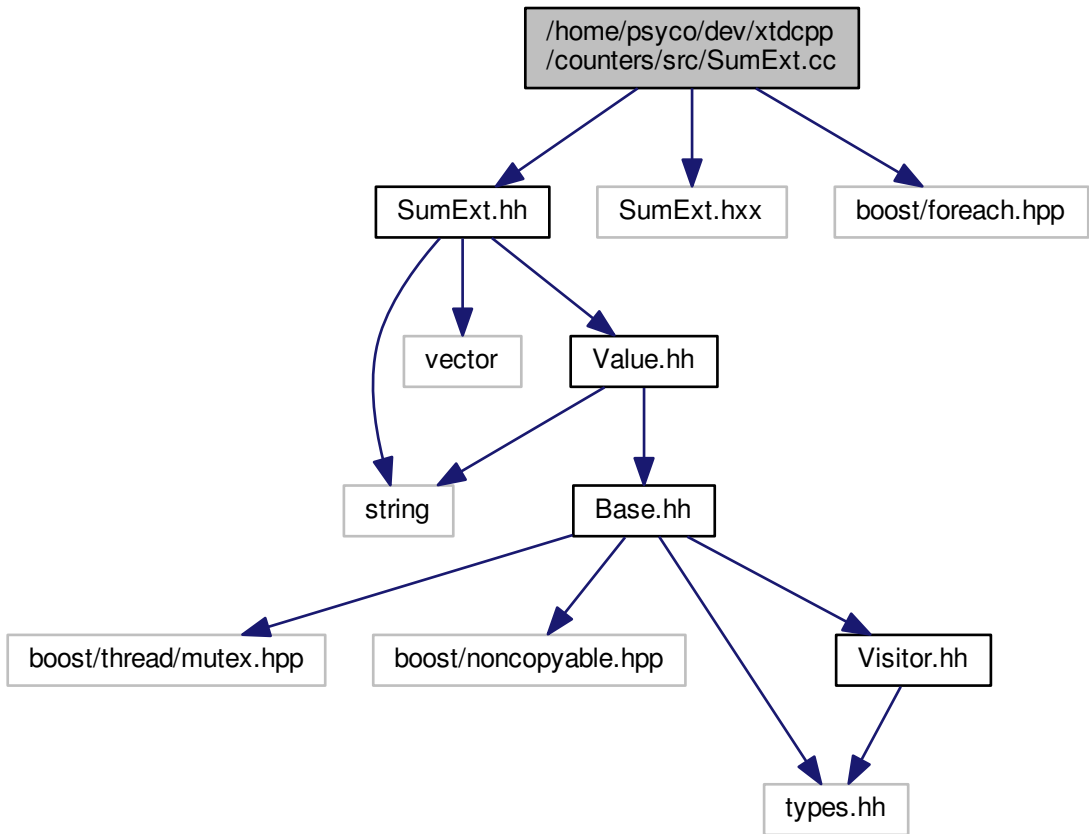 /home/psyco/dev/xtdcpp
/counters/src/SumExt.cc
SumExt.hh
SumExt.hxx
boost/foreach.hpp
vector
Value.hh
string
Base.hh
boost/thread/mutex.hpp
boost/noncopyable.hpp
Visitor.hh
types.hh